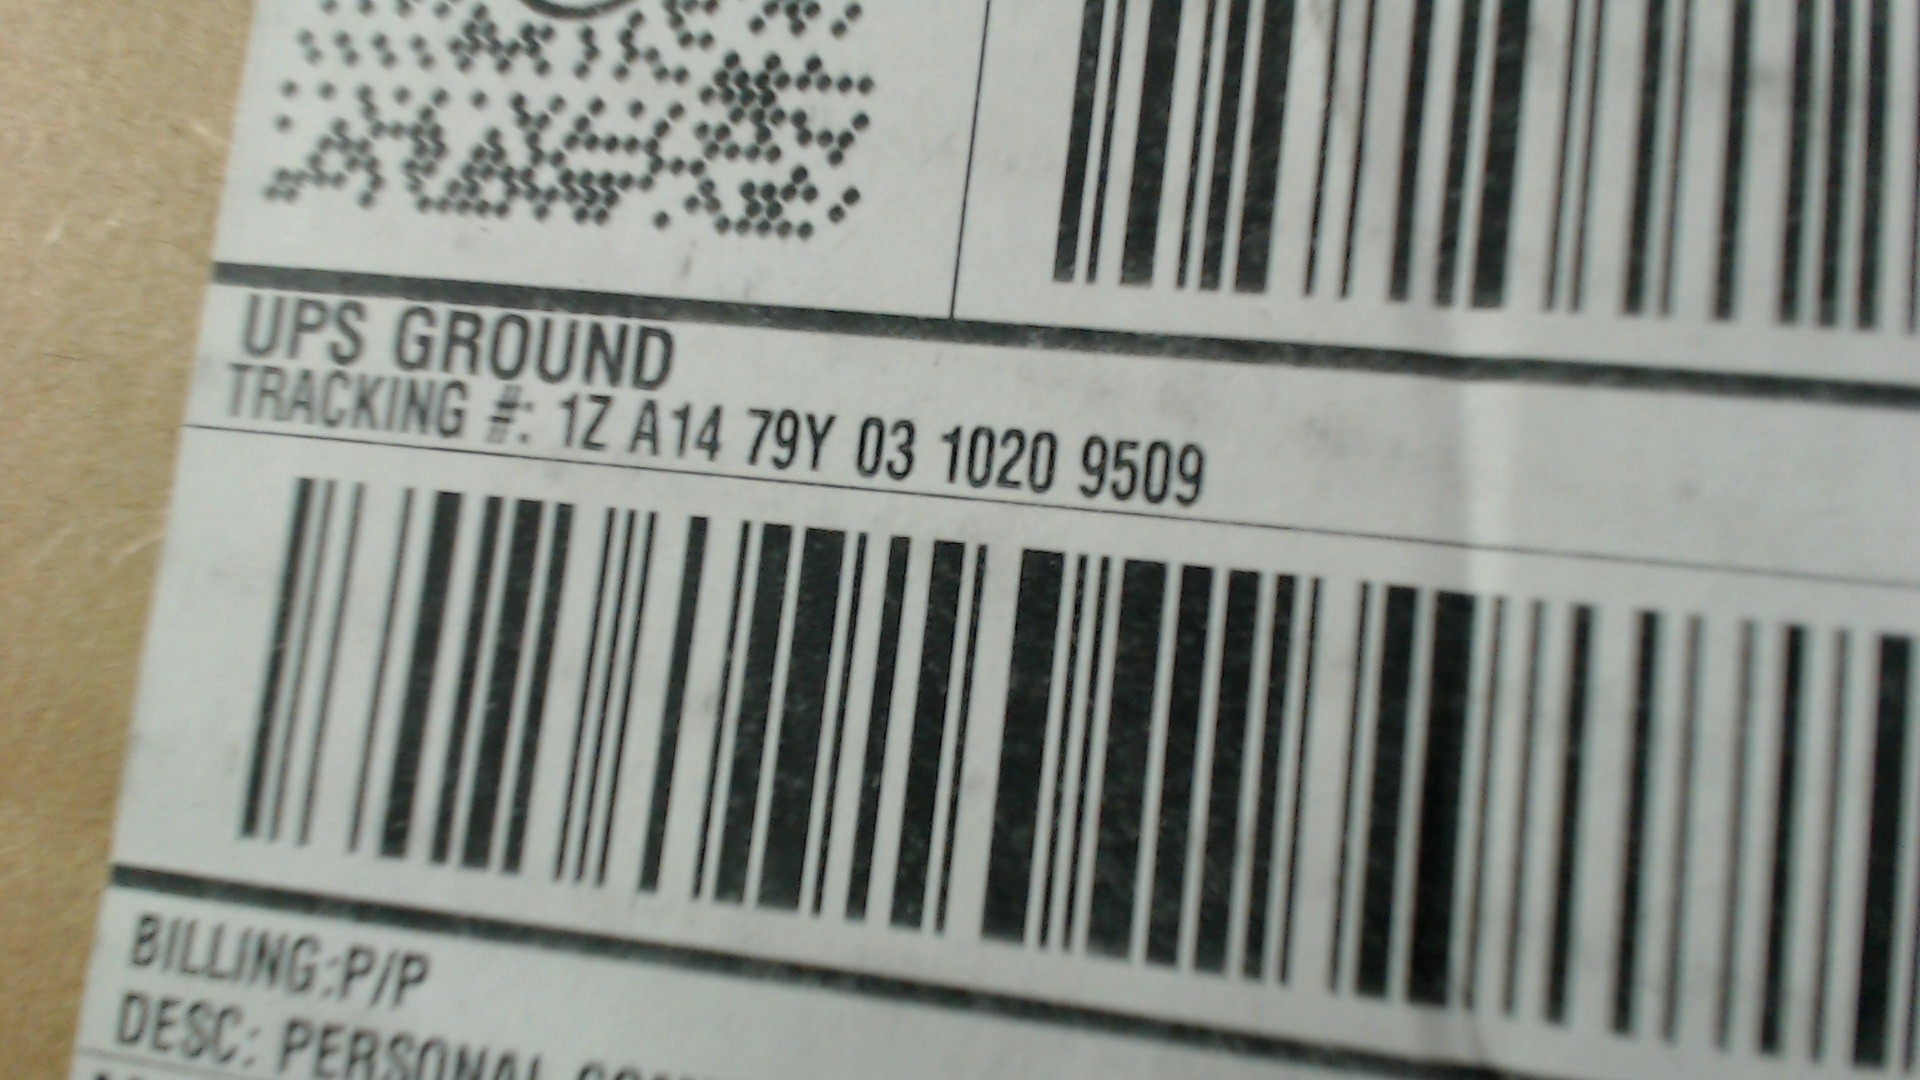 UPS GROUND
TRACKING #: 1Z A14 79Y 03 1020 9509
BILLING:P/P
DESC: PERSONAL